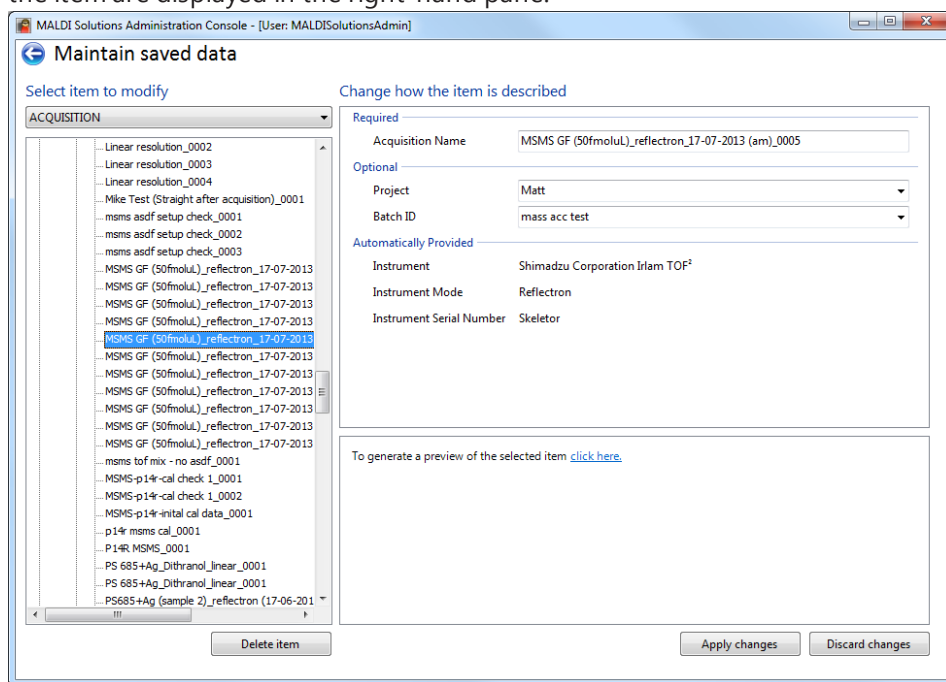 the item are displayed in the right-hand pane.
MALDI Solutions Administration Console - [User: MALDISolutionsAdmin]
Maintain saved data
Select item to modify
Change how the item is described
ACQUISITION
Linear resolution_0002
Linear resolution_0003
Linear resolution_0004
Mike Test (Straight after acquisition)_0001
msms asdf setup check_0001
msms asdf setup check_0002
msms asdf setup check_0003
MSMS GF (50fmoluL)_reflectron_17-07-2013
MSMS GF (50fmoluL)_reflectron_17-07-2013
MSMS GF (50fmoluL)_reflectron_17-07-2013
MSMS GF (50fmoluL)_reflectron_17-07-2013
MSMS GF (50fmoluL)_reflectron_17-07-2013
MSMS GF (50fmoluL)_reflectron_17-07-2013
MSMS GF (50fmoluL)_reflectron_17-07-2013
MSMS GF (50fmoluL)_reflectron_17-07-2013
MSMS GF (50fmoluL)_reflectron_17-07-2013
MSMS GF (50fmoluL)_reflectron_17-07-2013
MSMS GF (50fmoluL)_reflectron_17-07-2013
msms tof mix - no asdf_0001
MSMS-p14r-cal check 1_0001
MSMS-p14r-cal check 1_0002
MSMS-p14r-inital cal data_0001
p14r msms cal_0001
P14R MSMS_0001
PS 685+Ag_Dithranol_linear_0001
PS 685+Ag_Dithranol_linear_0001
PS685+Ag (sample 2)_reflectron (17-06-201
Delete item
Required
Acquisition Name MSMS GF (50fmoluL)_reflectron_17-07-2013 (am)_0005
Optional
Project Matt
Batch ID mass acc test
Automatically Provided
Instrument Shimadzu Corporation Irlam TOF²
Instrument Mode Reflectron
Instrument Serial Number Skeletor
To generate a preview of the selected item click here.
Apply changes
Discard changes